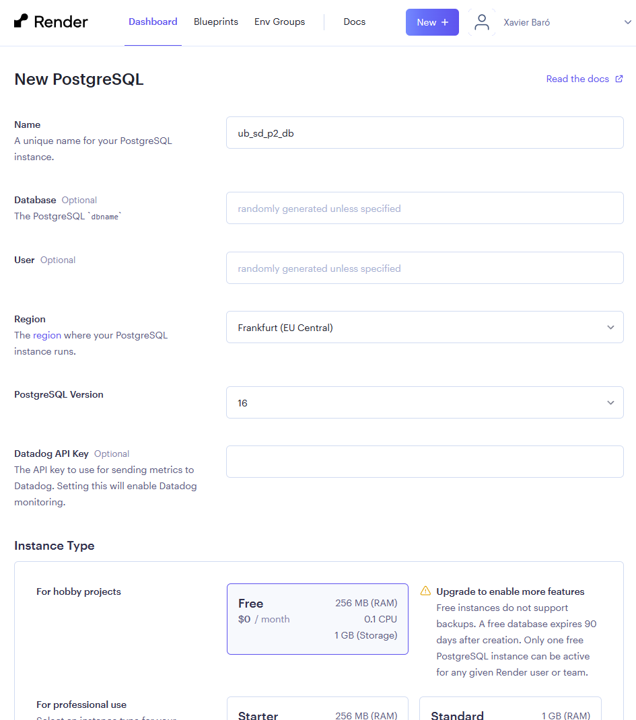 Render Dashboard Blueprints Env Groups Docs New + Xavier Baró
New PostgreSQL Read the docs
Name
A unique name for your PostgreSQL
instance.
ub_sd_p2_db
Database Optional
The PostgreSQL `dbname`
randomly generated unless specified
User Optional
randomly generated unless specified
Region
The region where your PostgreSQL
instance runs.
Frankfurt (EU Central)
PostgreSQL Version
16
Datadog API Key Optional
The API key to use for sending metrics to
Datadog. Setting this will enable Datadog
monitoring.
Instance Type
For hobby projects
Free 256 MB (RAM)
$0 / month 0.1 CPU
1 GB (Storage)
Upgrade to enable more features
Free instances do not support
backups. A free database expires 90
days after creation. Only one free
PostgreSQL instance can be active
for any given Render user or team.
For professional use
Select an instance type for your
Starter 256 MB (RAM)
Standard 1 GB (RAM)